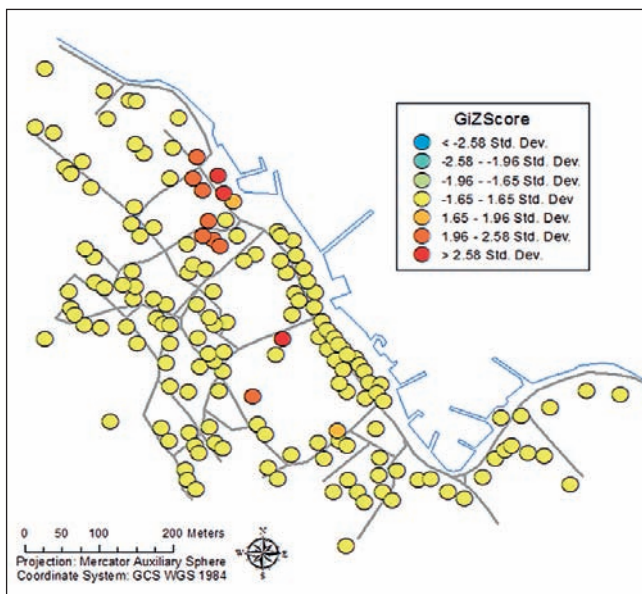 GiZScore
< -2.58 Std. Dev.
-2.58 - -1.96 Std. Dev.
-1.96 - -1.65 Std. Dev.
-1.65 - 1.65 Std. Dev.
1.65 - 1.96 Std. Dev.
1.96 - 2.58 Std. Dev.
> 2.58 Std. Dev.
0 50 100 200 Meters
N
W E
S
Projection: Mercator Auxiliary Sphere
Coordinate System: GCS WGS 1984